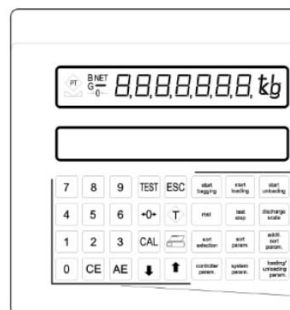 PT B NET
G
-0- 8,8,8,8,8,8,8, kg
7 8 9 TEST ESC start bagging start loading start unloading
4 5 6 →0← T mat last stop discharge scale
1 2 3 CAL sort selection sort param. addit. sort param.
0 CE AE ⬇ ⬆ controller param. system param. loading/ unloading param.